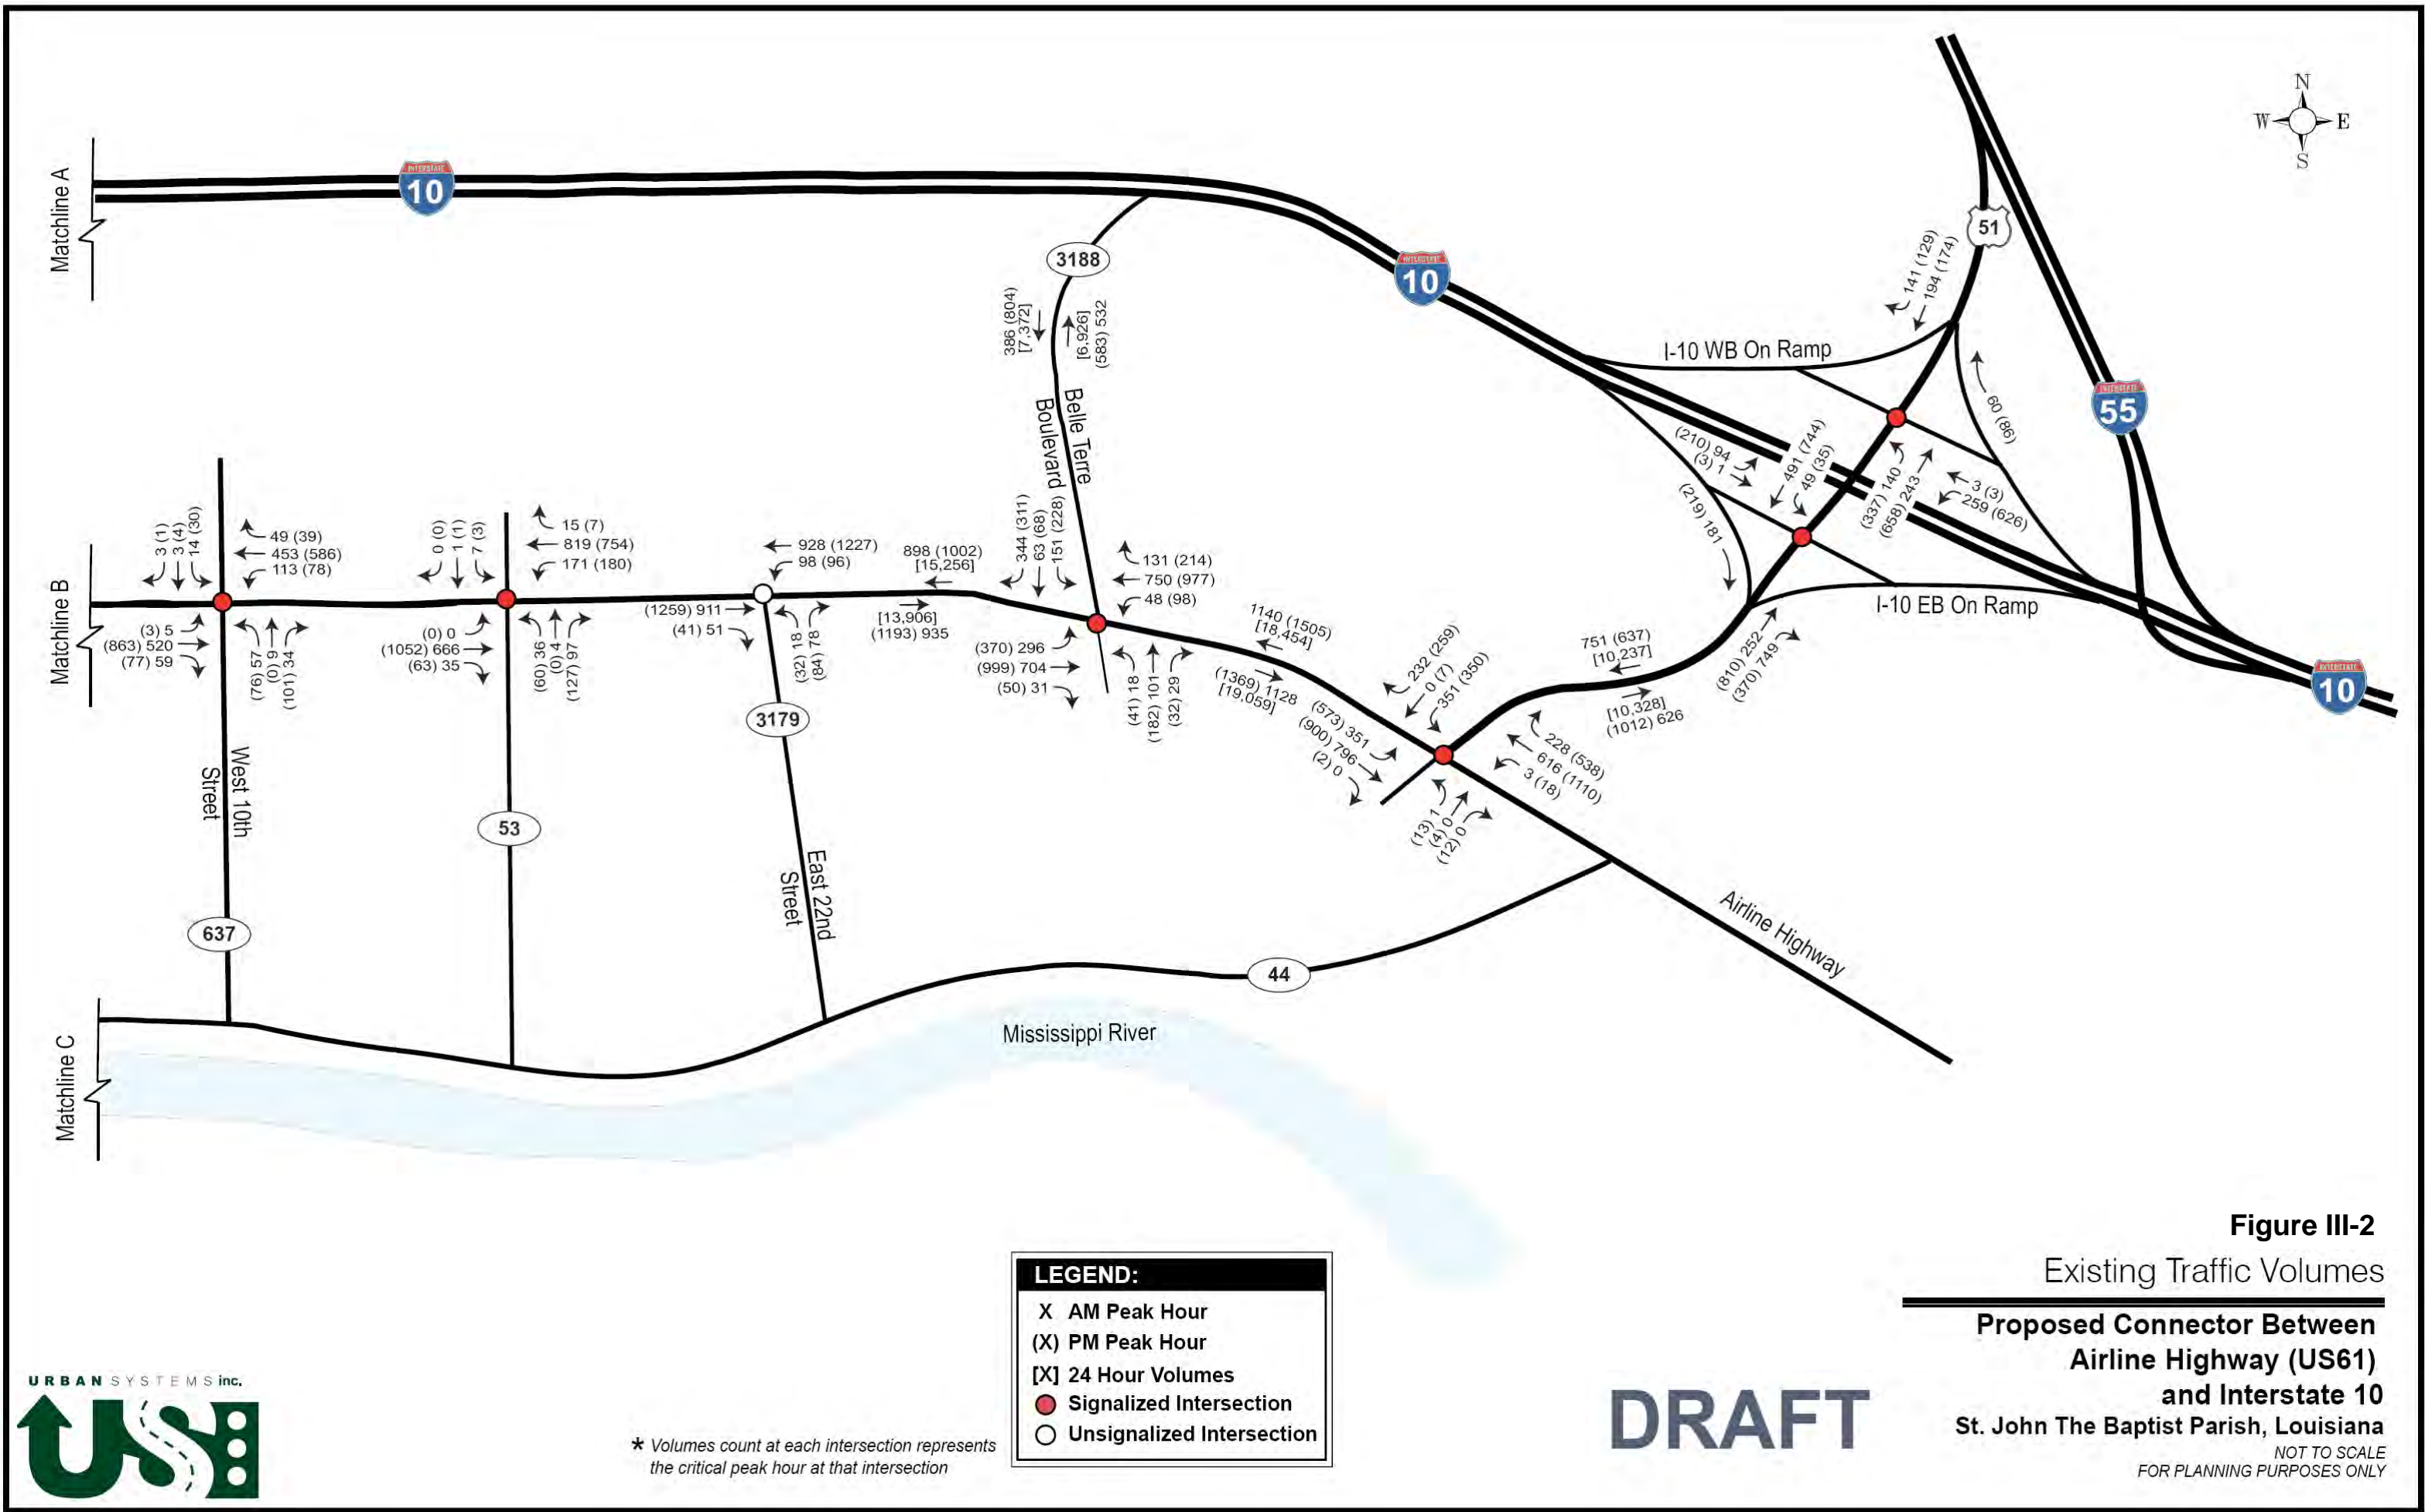 N
W E
S
Matchline A
INTERSTATE
10
3188
INTERSTATE
10
51
INTERSTATE
55
INTERSTATE
10
141 (129)
194 (174)
I-10 WB On Ramp
60 (86)
386 (804)
[7,372]
[6,926]
(583) 532
Belle Terre
Boulevard
(210) 94
(3) 1
491 (744)
49 (35)
(337) 140
(658) 243
3 (3)
259 (626)
(219) 181
I-10 EB On Ramp
Matchline B
3 (1)
3 (4)
14 (30)
49 (39)
453 (586)
113 (78)
(3) 5
(863) 520
(77) 59
(76) 57
(0) 9
(101) 34
0 (0)
1 (1)
7 (3)
15 (7)
819 (754)
171 (180)
(0) 0
(1052) 666
(63) 35
(60) 36
(0) 4
(127) 97
928 (1227)
98 (96)
(1259) 911
(41) 51
(32) 18
(84) 78
898 (1002)
[15,256]
[13,906]
(1193) 935
344 (311)
63 (68)
151 (228)
131 (214)
750 (977)
48 (98)
(370) 296
(999) 704
(50) 31
(41) 18
(182) 101
(32) 29
1140 (1505)
[18,454]
(1369) 1128
[19,059]
232 (259)
0 (7)
351 (350)
(573) 351
(900) 796
(2) 0
228 (538)
616 (1110)
3 (18)
(13) 1
(4) 0
(12) 0
751 (637)
[10,237]
[10,328]
(1012) 626
(810) 252
(370) 749
3179
West 10th
Street
53
East 22nd
Street
637
Airline Highway
44
Mississippi River
Matchline C
LEGEND:
X AM Peak Hour
(X) PM Peak Hour
[X] 24 Hour Volumes
Signalized Intersection
Unsignalized Intersection
* Volumes count at each intersection represents
the critical peak hour at that intersection
URBAN SYSTEMS inc.
USI
DRAFT
Figure III-2
Existing Traffic Volumes
Proposed Connector Between
Airline Highway (US61)
and Interstate 10
St. John The Baptist Parish, Louisiana
NOT TO SCALE
FOR PLANNING PURPOSES ONLY